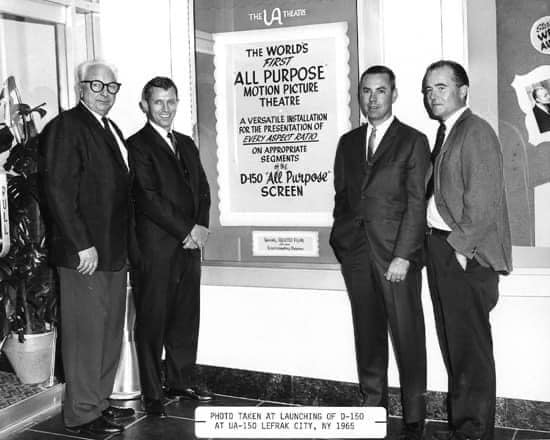 THE UA THEATRE
THE WORLD'S
FIRST
"ALL PURPOSE"
MOTION PICTURE
THEATRE
A VERSATILE INSTALLATION
FOR THE PRESENTATION OF
EVERY ASPECT RATIO
ON APPROPRIATE
SEGMENTS
OF THE
D-150 "All Purpose"
SCREEN
PULL
PHOTO TAKEN AT LAUNCHING OF D-150
AT UA-150 LEFRAK CITY, NY 1965